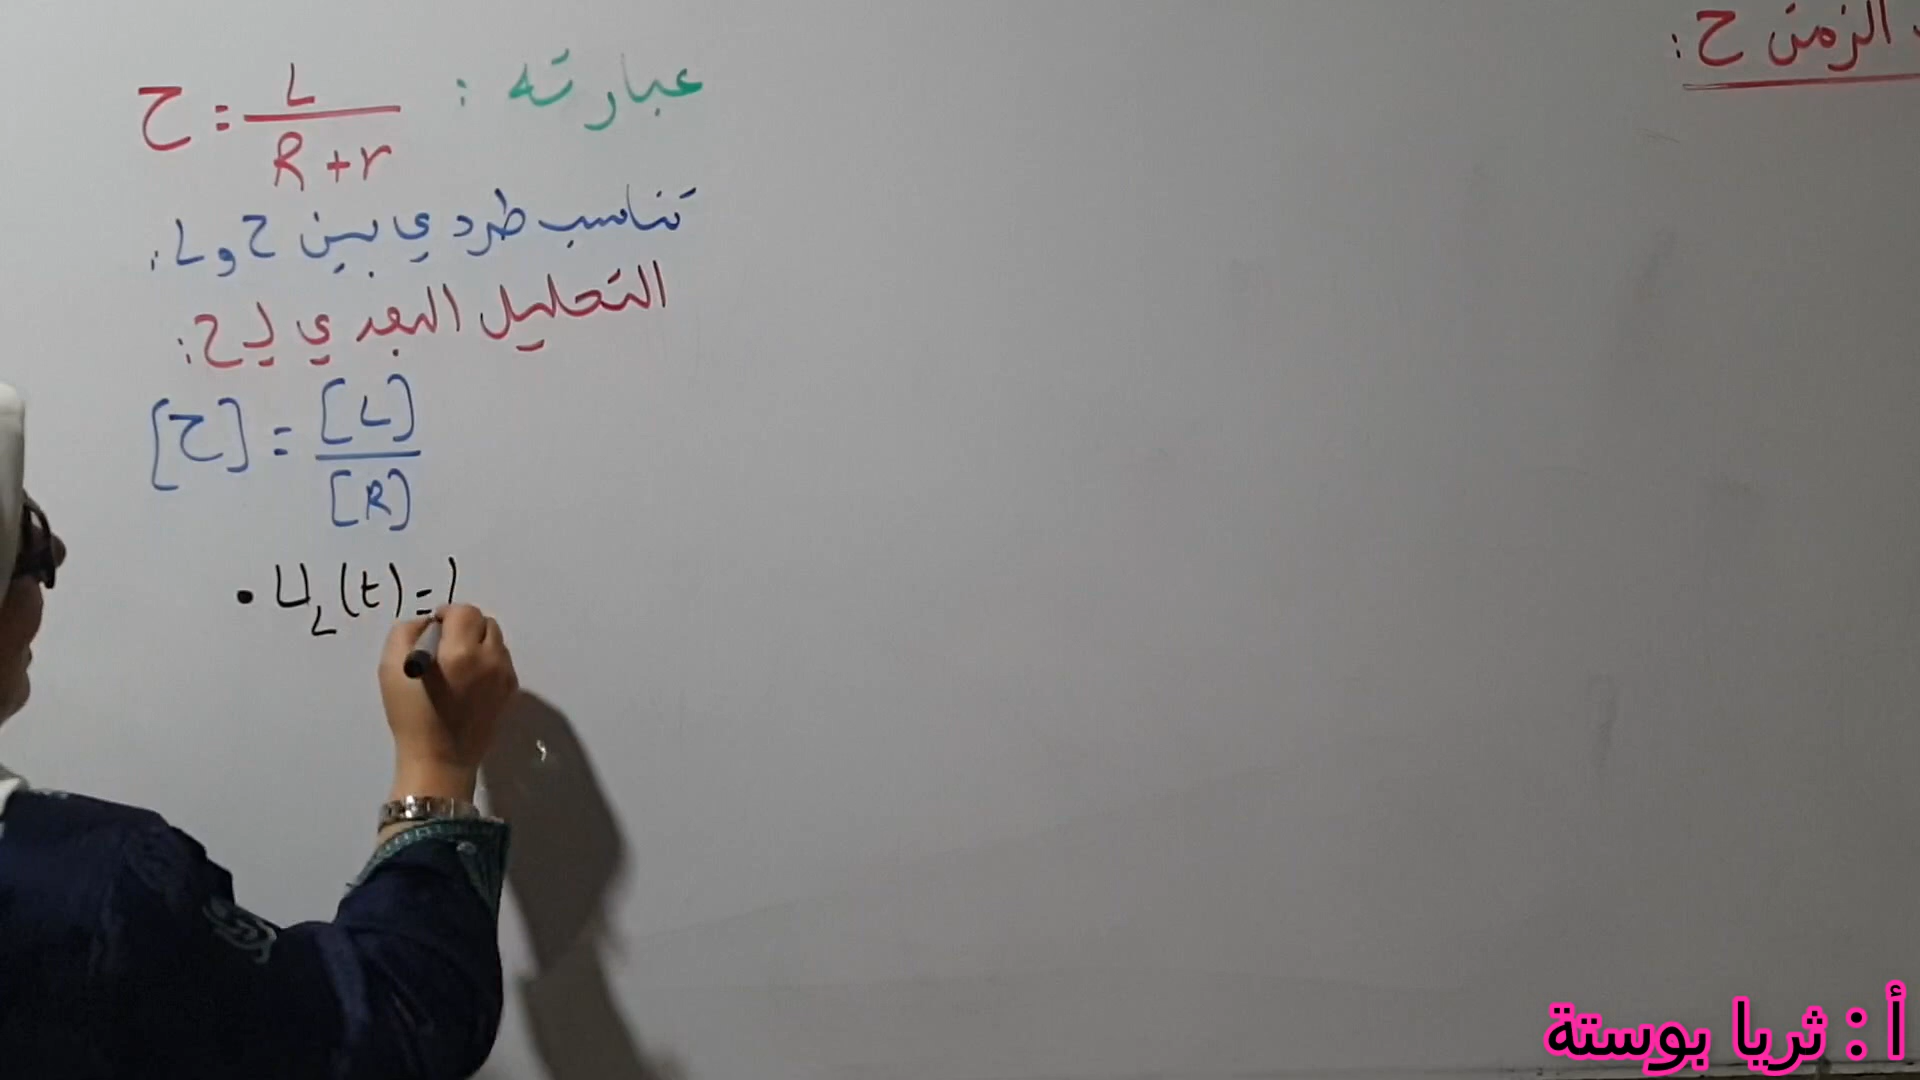 الزمن τ :
عبارته : τ = L / (R + r)
تناسب طردي بين τ و L :
التحليل البعدي لـ τ :
[τ] = [L] / [R]
• U_L(t) = L
أ : ثريا بوستة